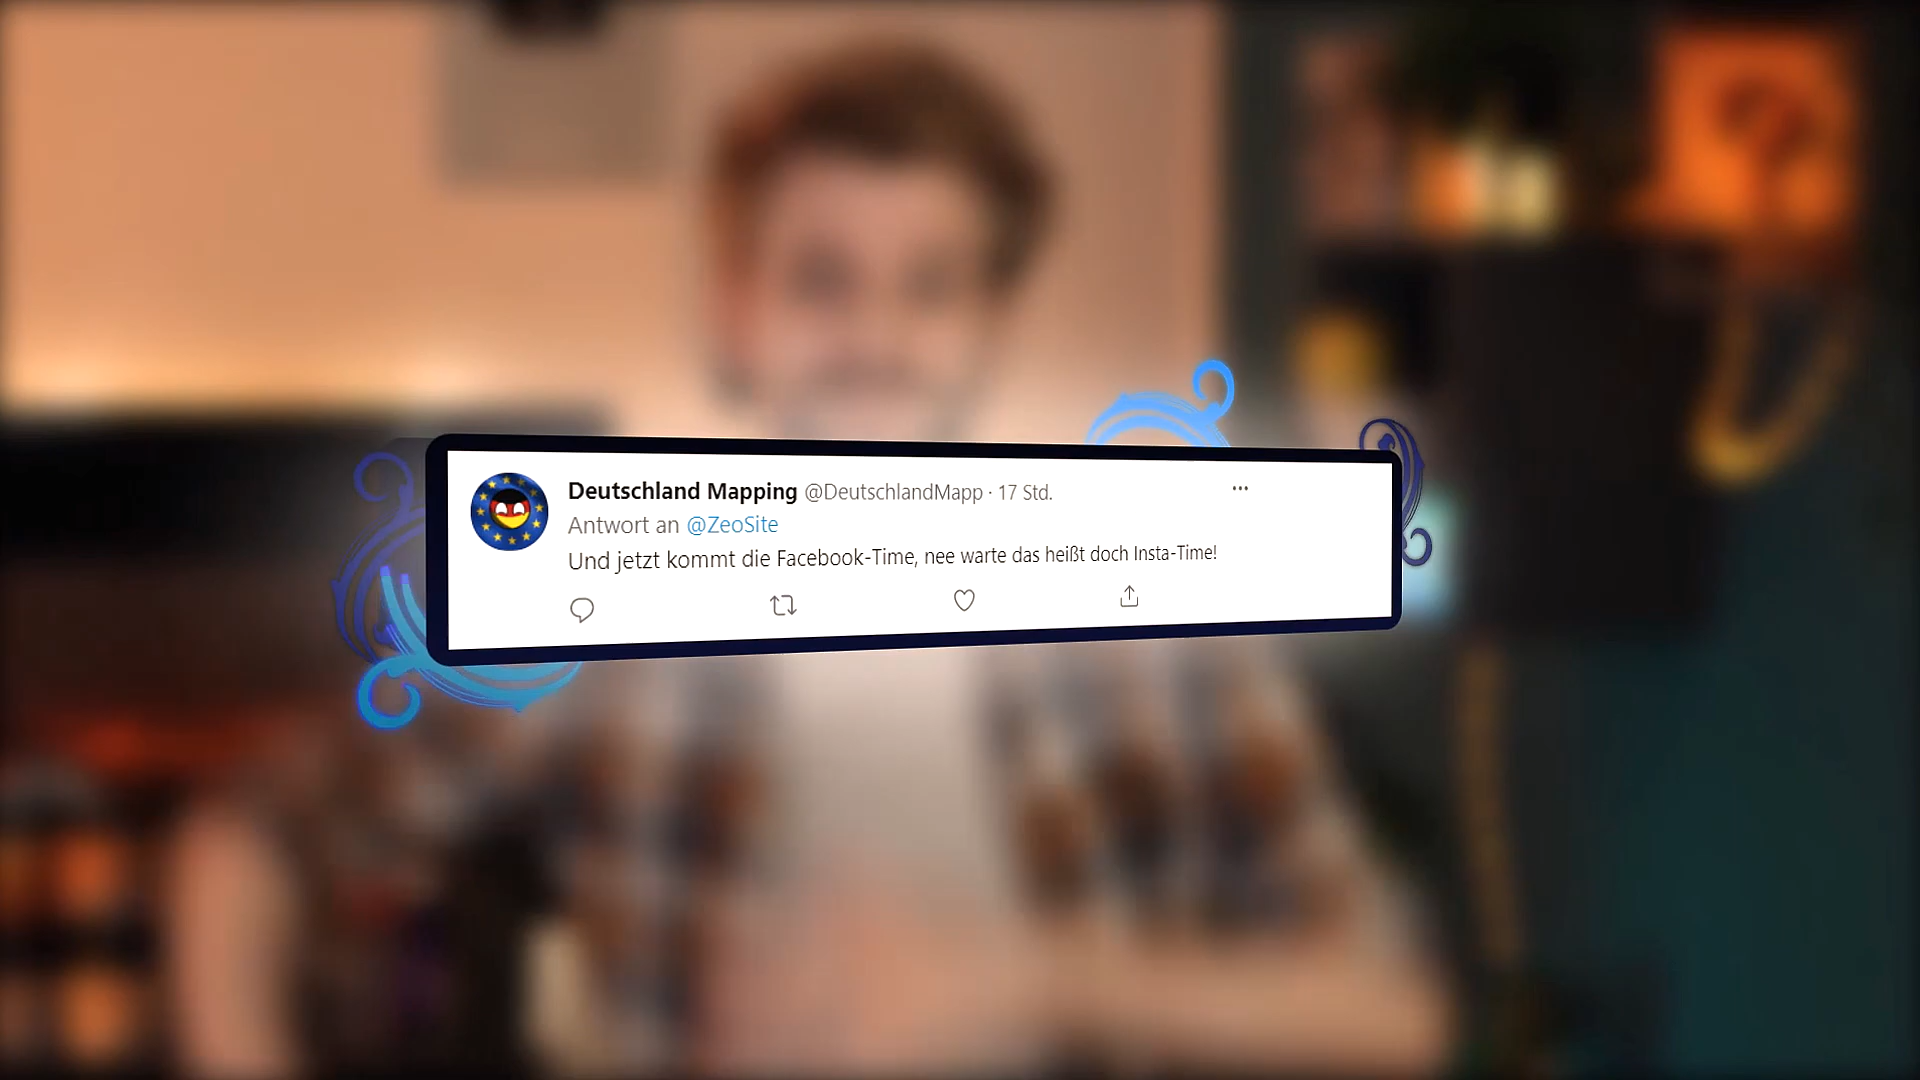 Deutschland Mapping @DeutschlandMapp · 17 Std.
Antwort an @ZeoSite
Und jetzt kommt die Facebook-Time, nee warte das heißt doch Insta-Time!